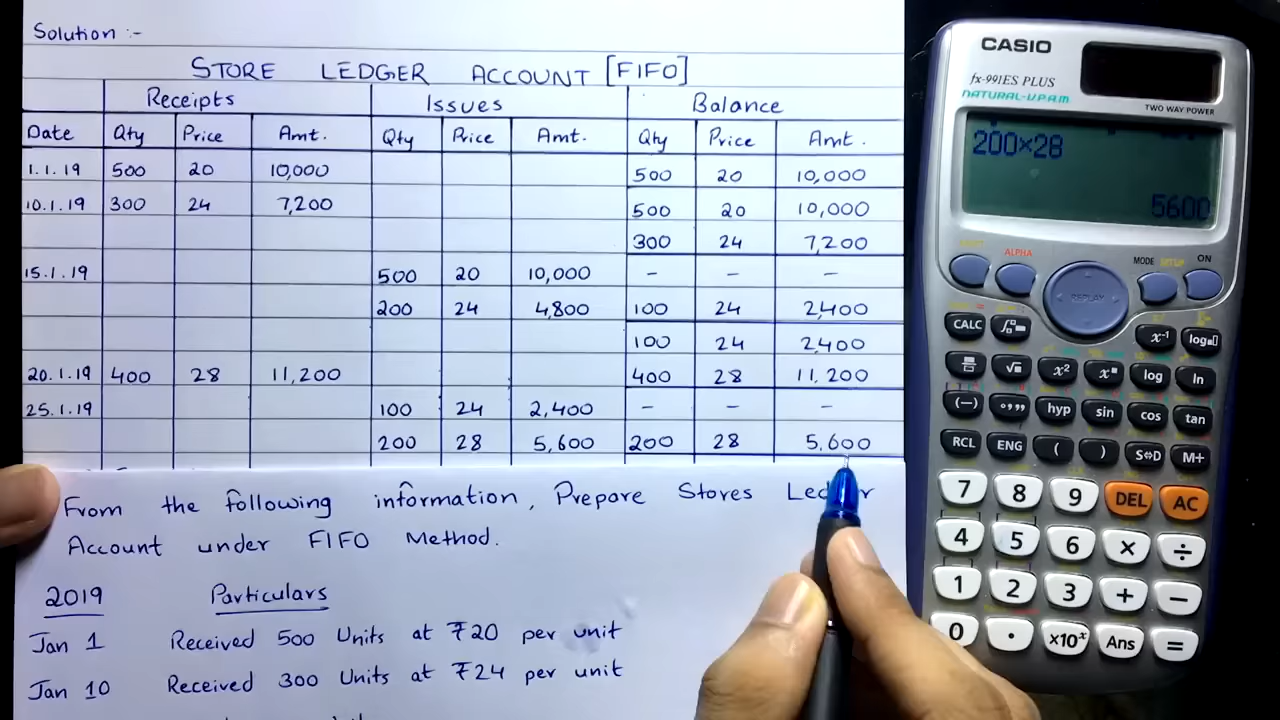 Solution :-
STORE LEDGER ACCOUNT [FIFO]
Receipts Issues Balance
Date Qty Price Amt. Qty Price Amt. Qty Price Amt.
1.1.19 500 20 10,000 500 20 10,000
10.1.19 300 24 7,200 500 20 10,000
300 24 7,200
15.1.19 500 20 10,000 - - -
200 24 4,800 100 24 2,400
100 24 2,400
20.1.19 400 28 11,200 400 28 11,200
25.1.19 100 24 2,400 - - -
200 28 5,600 200 28 5,600
From the following information, Prepare Stores Ledger
Account under FIFO Method.
2019 Particulars
Jan 1 Received 500 Units at ₹20 per unit
Jan 10 Received 300 Units at ₹24 per unit
CASIO
fx-991ES PLUS
NATURAL-V.P.A.M.
TWO WAY POWER
200×28
5600
SHIFT ALPHA MODE SETUP ON
REPLAY
CALC x⁻¹ log
√ x² log ln
(−) hyp sin cos tan
RCL ENG ( ) S⇔D M+
7 8 9 DEL AC
4 5 6 × ÷
1 2 3 + −
0 . ×10ˣ Ans =